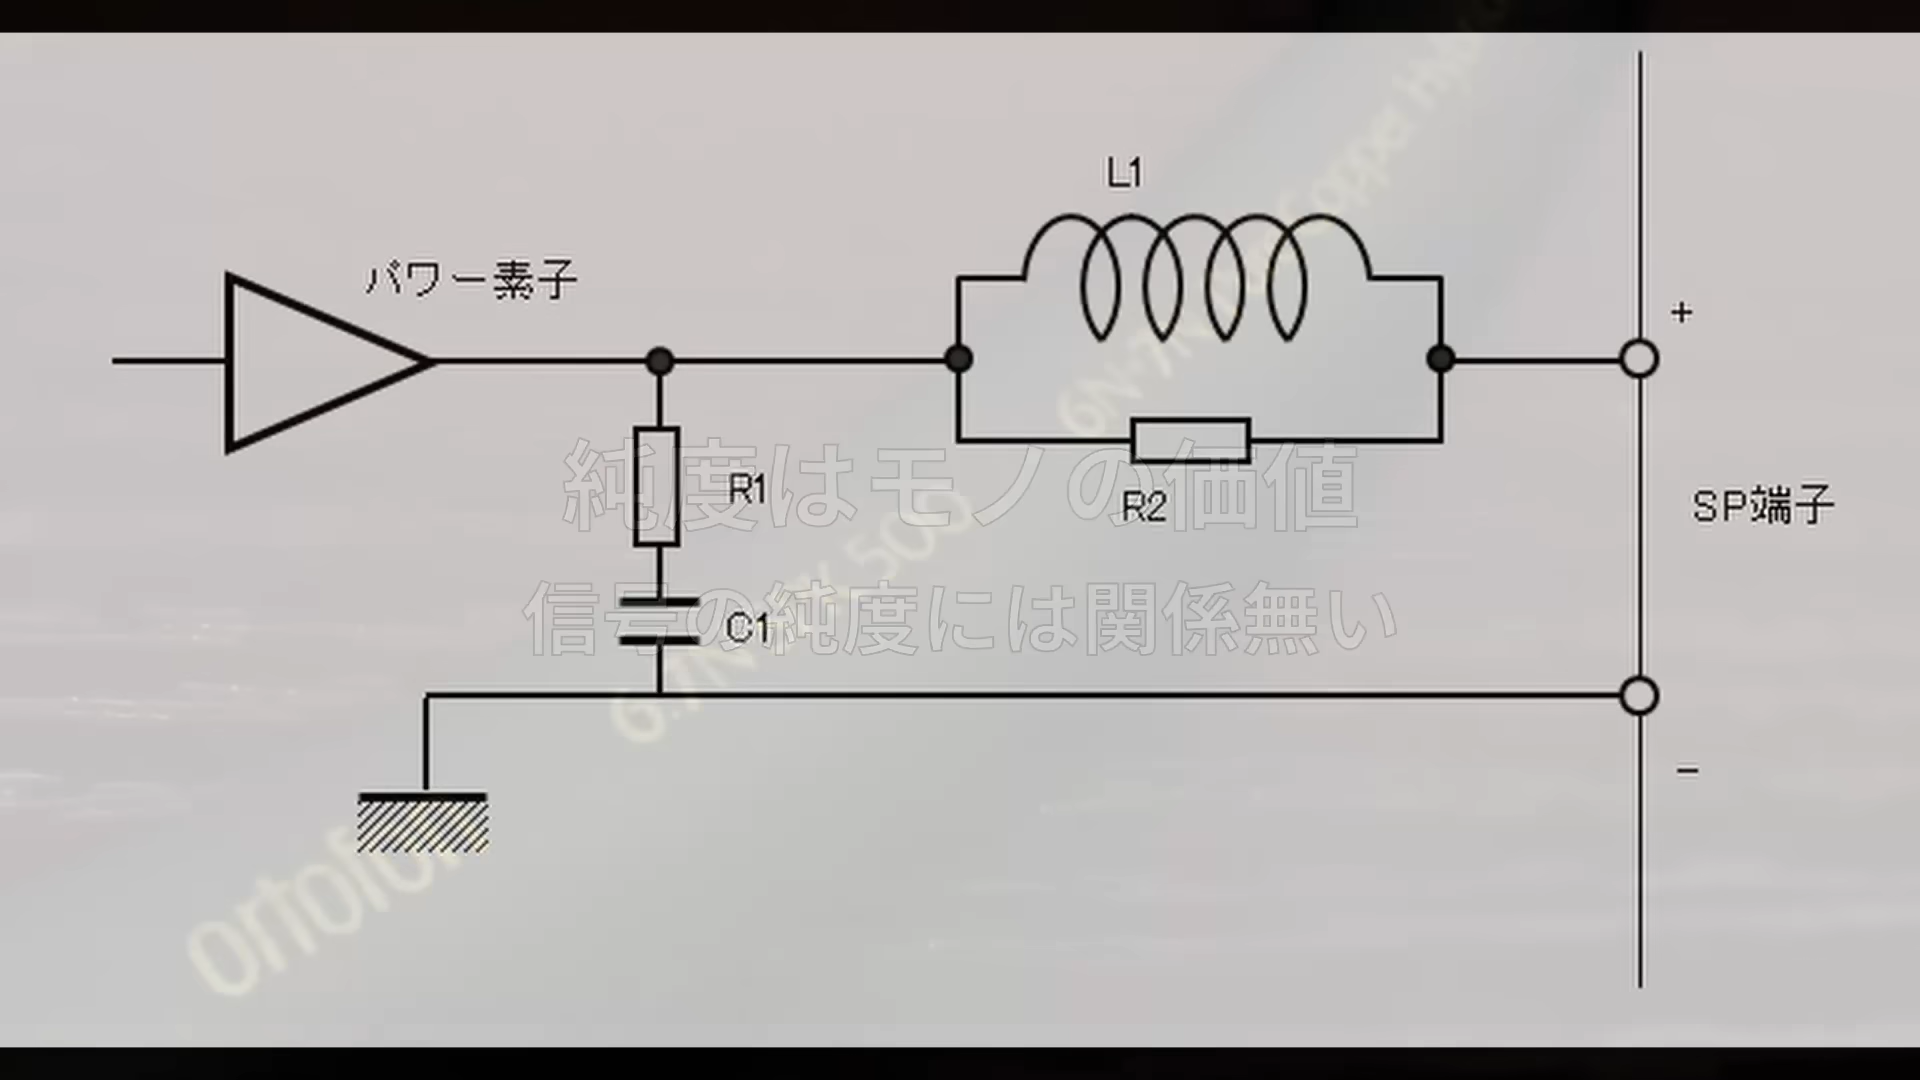 L1
パワー素子
+
純度はモノの価値
R1
R2
SP端子
信号の純度には関係無い
C1
−
ortofon